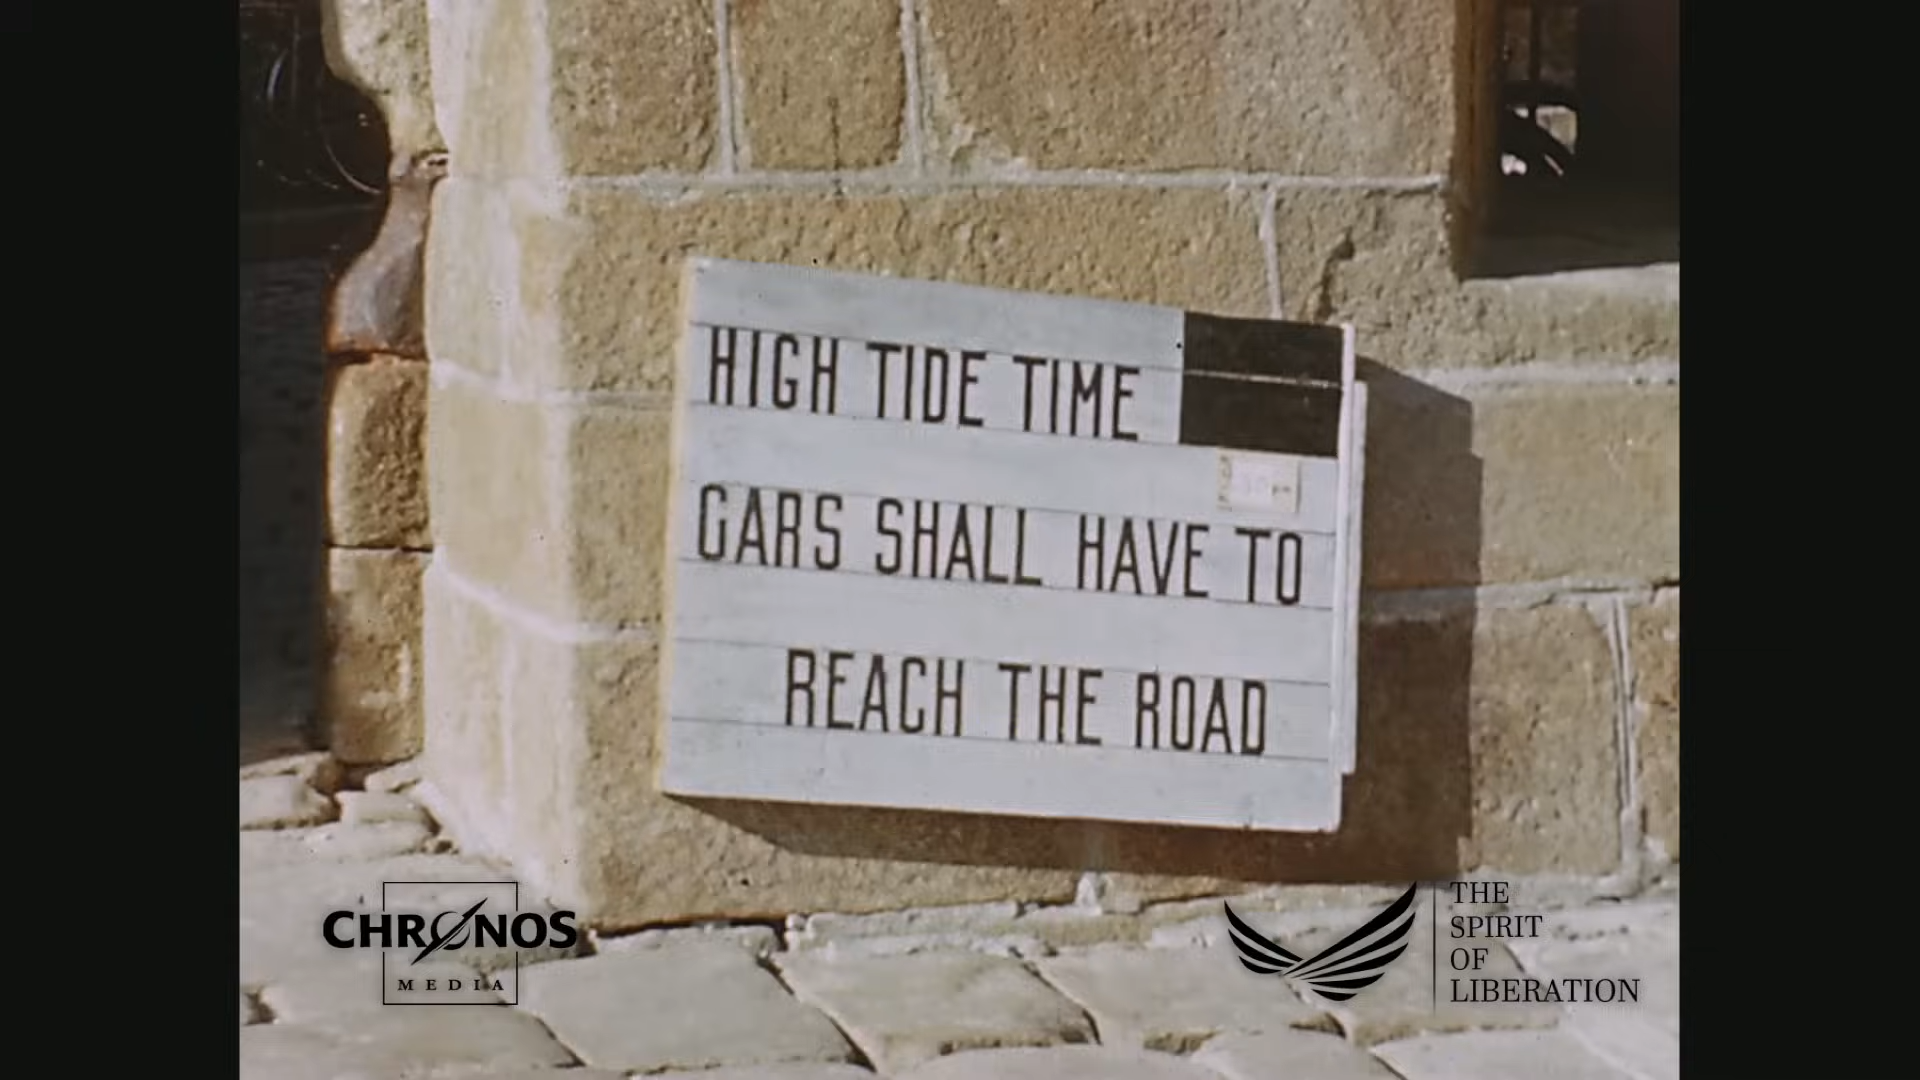 HIGH TIDE TIME
CARS SHALL HAVE TO
REACH THE ROAD
CHRONOS
MEDIA
THE
SPIRIT
OF
LIBERATION